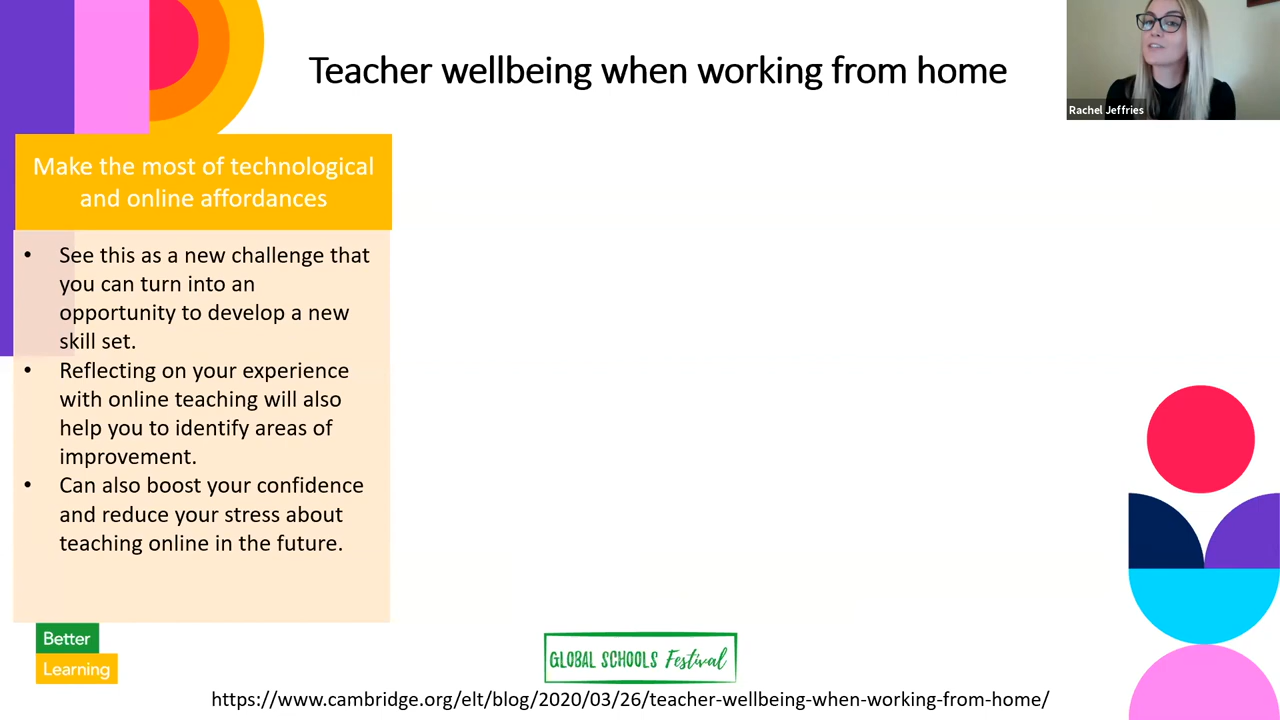 Teacher wellbeing when working from home
Rachel Jeffries
Make the most of technological
and online affordances
• See this as a new challenge that
you can turn into an
opportunity to develop a new
skill set.
• Reflecting on your experience
with online teaching will also
help you to identify areas of
improvement.
• Can also boost your confidence
and reduce your stress about
teaching online in the future.
Better
Learning
GLOBAL SCHOOLS Festival
https://www.cambridge.org/elt/blog/2020/03/26/teacher-wellbeing-when-working-from-home/